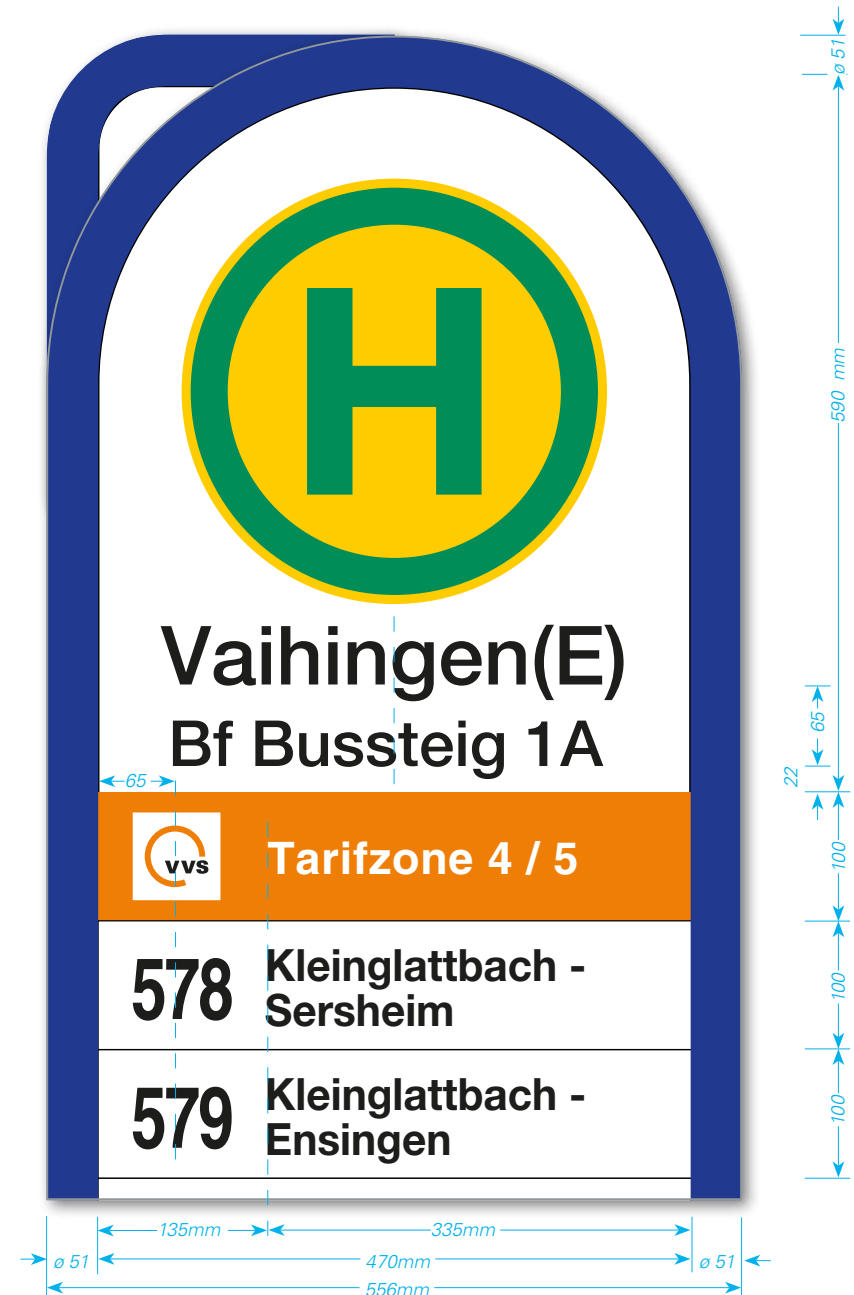 ø 51
H
590 mm
Vaihingen(E)
Bf Bussteig 1A
65
22
65
vvs
Tarifzone 4 / 5
100
578 Kleinglattbach -
Sersheim
100
579 Kleinglattbach -
Ensingen
100
135mm 335mm
ø 51 470mm ø 51
556mm